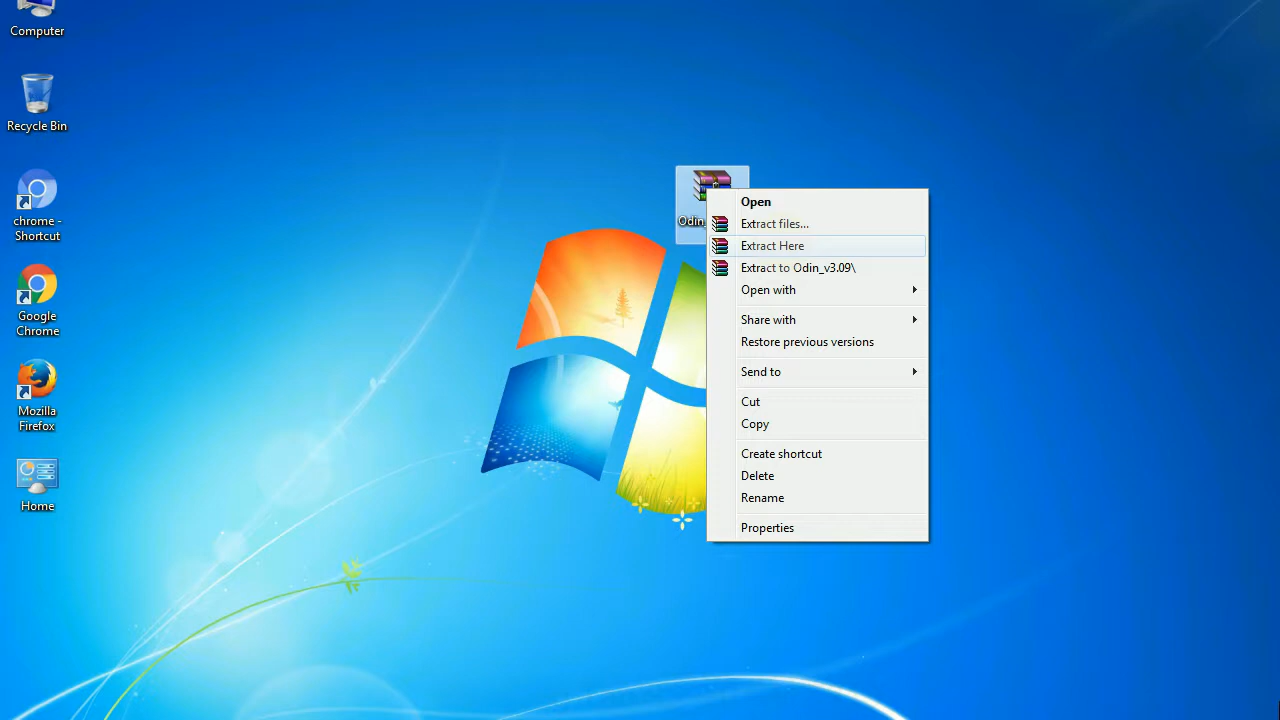 Computer
Recycle Bin
chrome -
Shortcut
Google
Chrome
Mozilla
Firefox
Home
Odin_
Open
Extract files...
Extract Here
Extract to Odin_v3.09\
Open with
Share with
Restore previous versions
Send to
Cut
Copy
Create shortcut
Delete
Rename
Properties